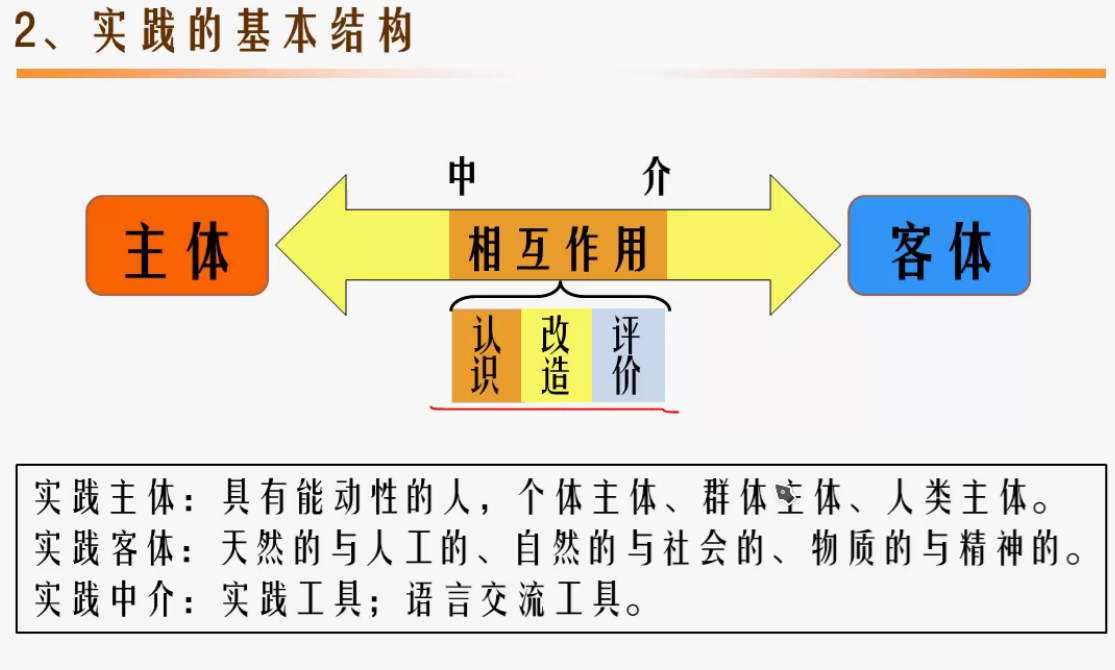 2、实践的基本结构
中介
主体
相互作用
客体
认识
改造
评价
实践主体：具有能动性的人，个体主体、群体主体、人类主体。
实践客体：天然的与人工的、自然的与社会的、物质的与精神的。
实践中介：实践工具；语言交流工具。